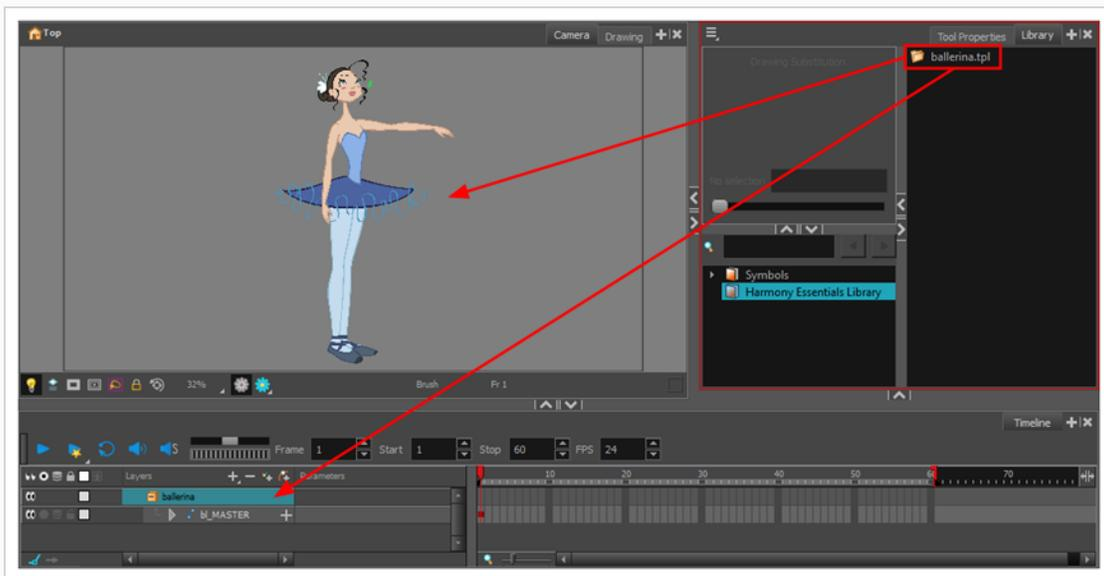 Top
Camera Drawing
Tool Properties Library
Drawing Substitution
ballerina.tpl
No selection
Symbols
Harmony Essentials Library
32% Brush Fr 1
Timeline
Frame 1 Start 1 Stop 60 FPS 24
Layers Parameters
10 20 30 40 50 60 70
ballerina
bl_MASTER